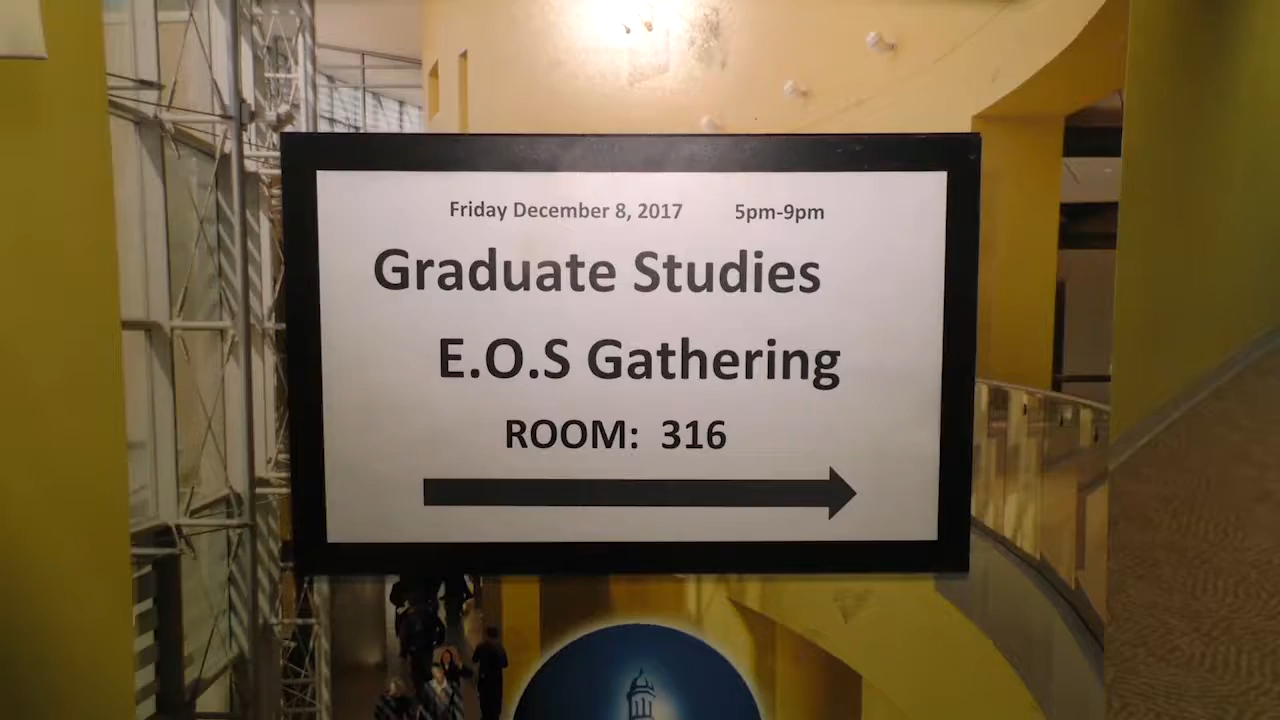 Friday December 8, 2017 5pm-9pm
Graduate Studies
E.O.S Gathering
ROOM: 316